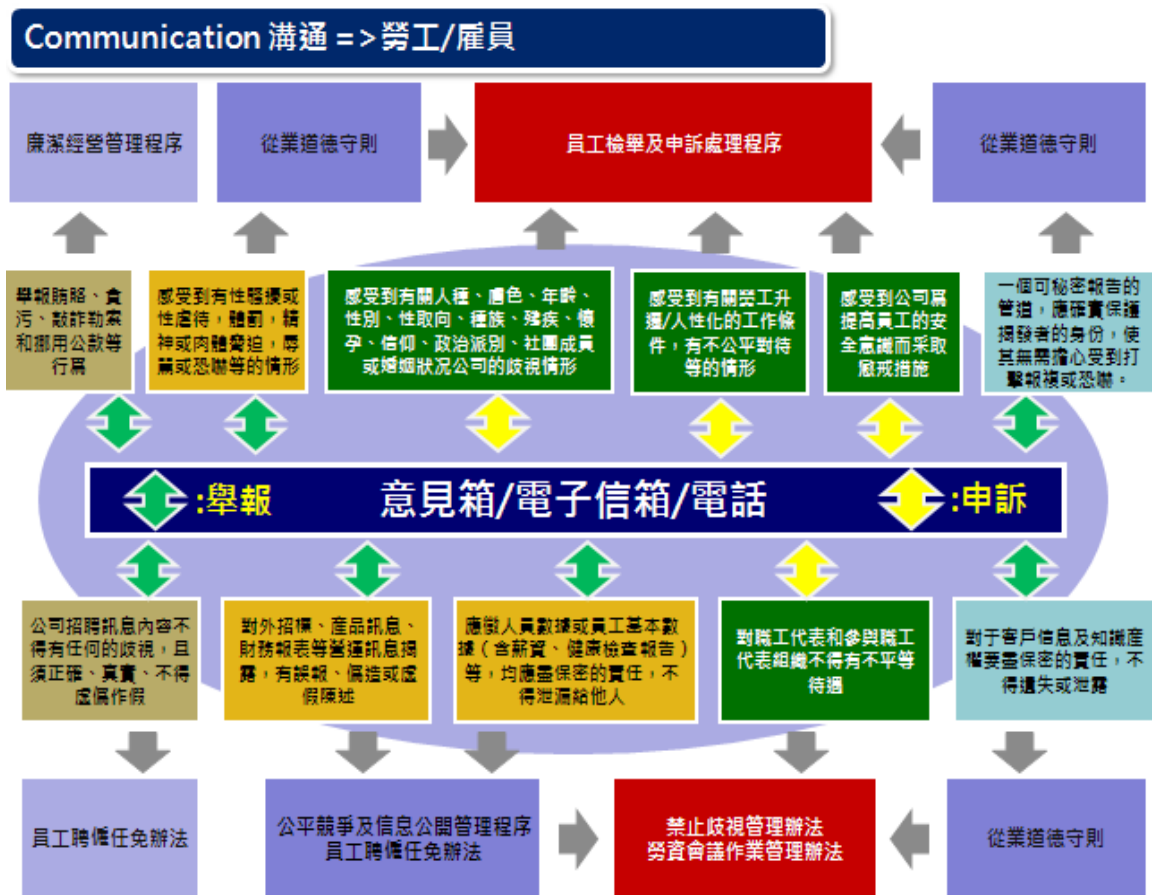 Communication 溝通 => 勞工/雇員
廉潔經營管理程序
從業道德守則
員工檢舉及申訴處理程序
從業道德守則
舉報賄賂、貪
污、敲詐勒索
和挪用公款等
行爲
感受到有性騷擾或
性虐待，體罰，精
神或肉體脅迫，辱
罵或恐嚇等的情形
感受到有關人種、膚色、年齡、
性別、性取向、種族、殘疾、懷
孕、信仰、政治派別、社團成員
或婚姻狀況公司的歧視情形
感受到有關勞工升
遷/人性化的工作條
件，有不公平對待
等的情形
感受到公司爲
提高員工的安
全意識而采取
懲戒措施
一個可秘密報告的
管道，應確實保護
揭發者的身份，使
其無需擔心受到打
擊報複或恐嚇。
:舉報
意見箱/電子信箱/電話
:申訴
公司招聘訊息內容不
得有任何的歧視，且
須正確、真實、不得
虛僞作假
對外招標、産品訊息、
財務報表等營運訊息揭
露，有誤報、僞造或虛
假陳述
應徵人員數據或員工基本數
據（含薪資、健康檢查報告）
等，均應盡保密的責任，不
得泄漏給他人
對職工代表和參與職工
代表組織不得有不平等
待遇
對于客戶信息及知識産
權要盡保密的責任，不
得遺失或泄露
員工聘僱任免辦法
公平競爭及信息公開管理程序
員工聘僱任免辦法
禁止歧視管理辦法
勞資會議作業管理辦法
從業道德守則